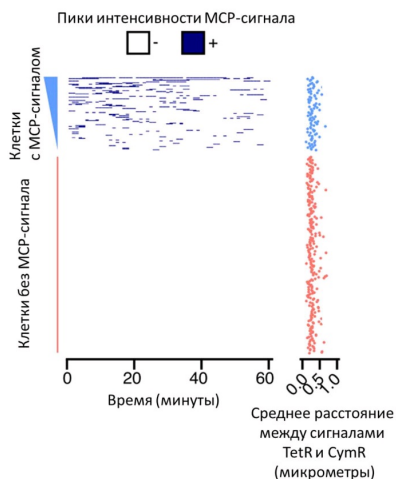 Пики интенсивности MCP-сигнала
- +
Клетки
с MCP-сигналом
Клетки без MCP-сигнала
0 20 40 60
Время (минуты)
0.0 0.5 1.0
Среднее расстояние
между сигналами
TetR и CymR
(микрометры)